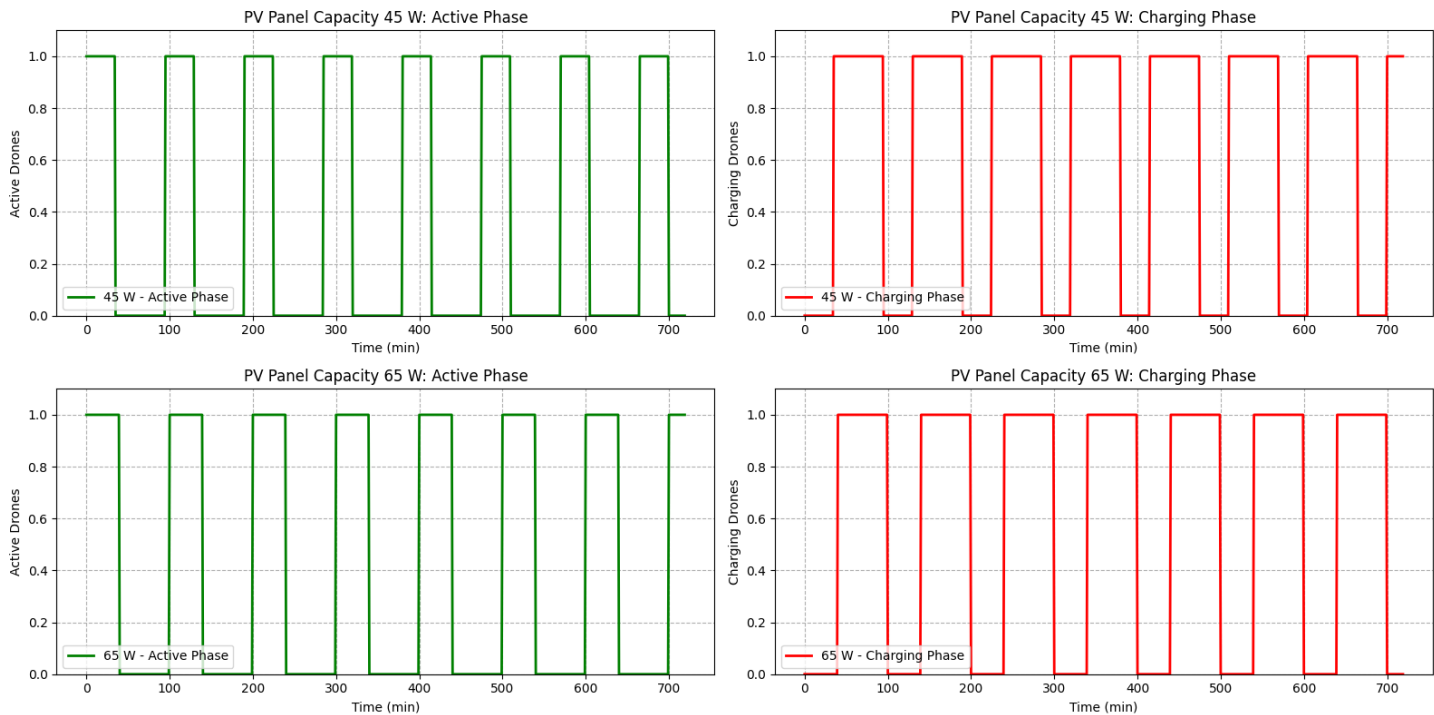 PV Panel Capacity 45 W: Active Phase
1.0
0.8
0.6
0.4
0.2
0.0
Active Drones
45 W - Active Phase
0 100 200 300 400 500 600 700
Time (min)
PV Panel Capacity 45 W: Charging Phase
1.0
0.8
0.6
0.4
0.2
0.0
Charging Drones
45 W - Charging Phase
0 100 200 300 400 500 600 700
Time (min)
PV Panel Capacity 65 W: Active Phase
1.0
0.8
0.6
0.4
0.2
0.0
Active Drones
65 W - Active Phase
0 100 200 300 400 500 600 700
Time (min)
PV Panel Capacity 65 W: Charging Phase
1.0
0.8
0.6
0.4
0.2
0.0
Charging Drones
65 W - Charging Phase
0 100 200 300 400 500 600 700
Time (min)